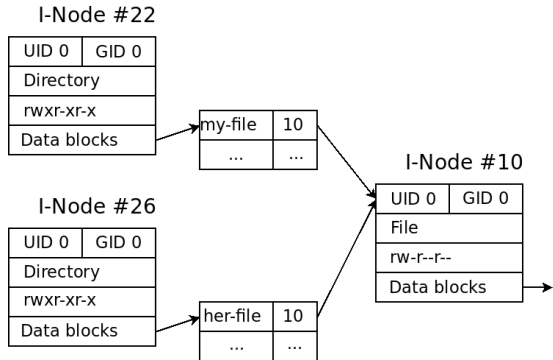 I-Node #22
UID 0 GID 0
Directory
rwxr-xr-x
Data blocks
my-file 10
... ...
I-Node #26
UID 0 GID 0
Directory
rwxr-xr-x
Data blocks
her-file 10
... ...
I-Node #10
UID 0 GID 0
File
rw-r--r--
Data blocks